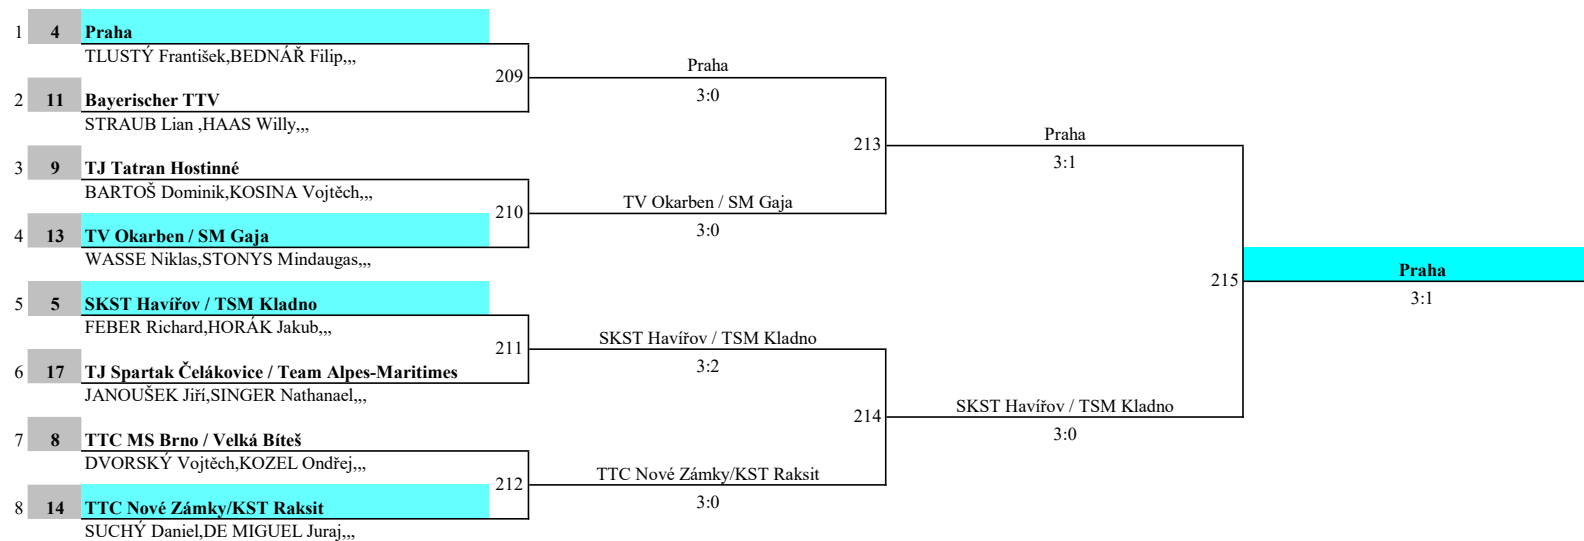 1 4 Praha
TLUSTÝ František,BEDNÁŘ Filip,,,
209 Praha
3:0
2 11 Bayerischer TTV
STRAUB Lian ,HAAS Willy,,,
213 Praha
3:1
3 9 TJ Tatran Hostinné
BARTOŠ Dominik,KOSINA Vojtěch,,,
210 TV Okarben / SM Gaja
3:0
4 13 TV Okarben / SM Gaja
WASSE Niklas,STONYS Mindaugas,,,
215 Praha
3:1
5 5 SKST Havířov / TSM Kladno
FEBER Richard,HORÁK Jakub,,,
211 SKST Havířov / TSM Kladno
3:2
6 17 TJ Spartak Čelákovice / Team Alpes-Maritimes
JANOUŠEK Jiří,SINGER Nathanael,,,
214 SKST Havířov / TSM Kladno
3:0
7 8 TTC MS Brno / Velká Bíteš
DVORSKÝ Vojtěch,KOZEL Ondřej,,,
212 TTC Nové Zámky/KST Raksit
3:0
8 14 TTC Nové Zámky/KST Raksit
SUCHÝ Daniel,DE MIGUEL Juraj,,,